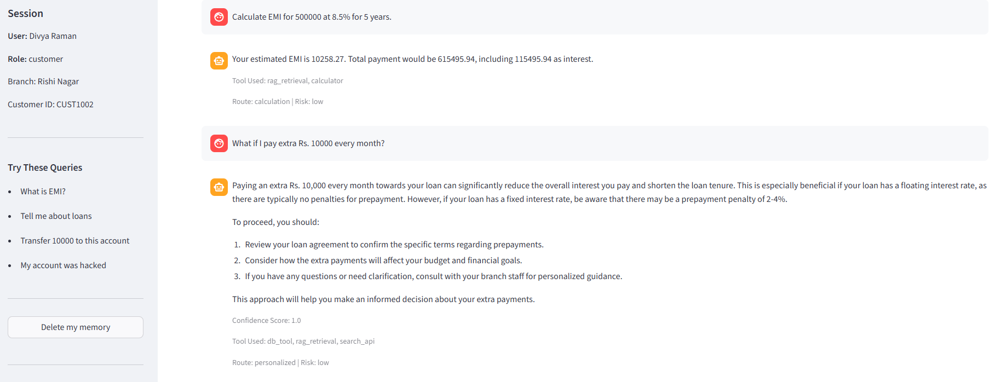 Session
User: Divya Raman
Role: customer
Branch: Rishi Nagar
Customer ID: CUST1002
Try These Queries
• What is EMI?
• Tell me about loans
• Transfer 10000 to this account
• My account was hacked
Delete my memory
Calculate EMI for 500000 at 8.5% for 5 years.
Your estimated EMI is 10258.27. Total payment would be 615495.94, including 115495.94 as interest.
Tool Used: rag_retrieval, calculator
Route: calculation | Risk: low
What if I pay extra Rs. 10000 every month?
Paying an extra Rs. 10,000 every month towards your loan can significantly reduce the overall interest you pay and shorten the loan tenure. This is especially beneficial if your loan has a floating interest rate, as
there are typically no penalties for prepayment. However, if your loan has a fixed interest rate, be aware that there may be a prepayment penalty of 2-4%.
To proceed, you should:
1. Review your loan agreement to confirm the specific terms regarding prepayments.
2. Consider how the extra payments will affect your budget and financial goals.
3. If you have any questions or need clarification, consult with your branch staff for personalized guidance.
This approach will help you make an informed decision about your extra payments.
Confidence Score: 1.0
Tool Used: db_tool, rag_retrieval, search_api
Route: personalized | Risk: low